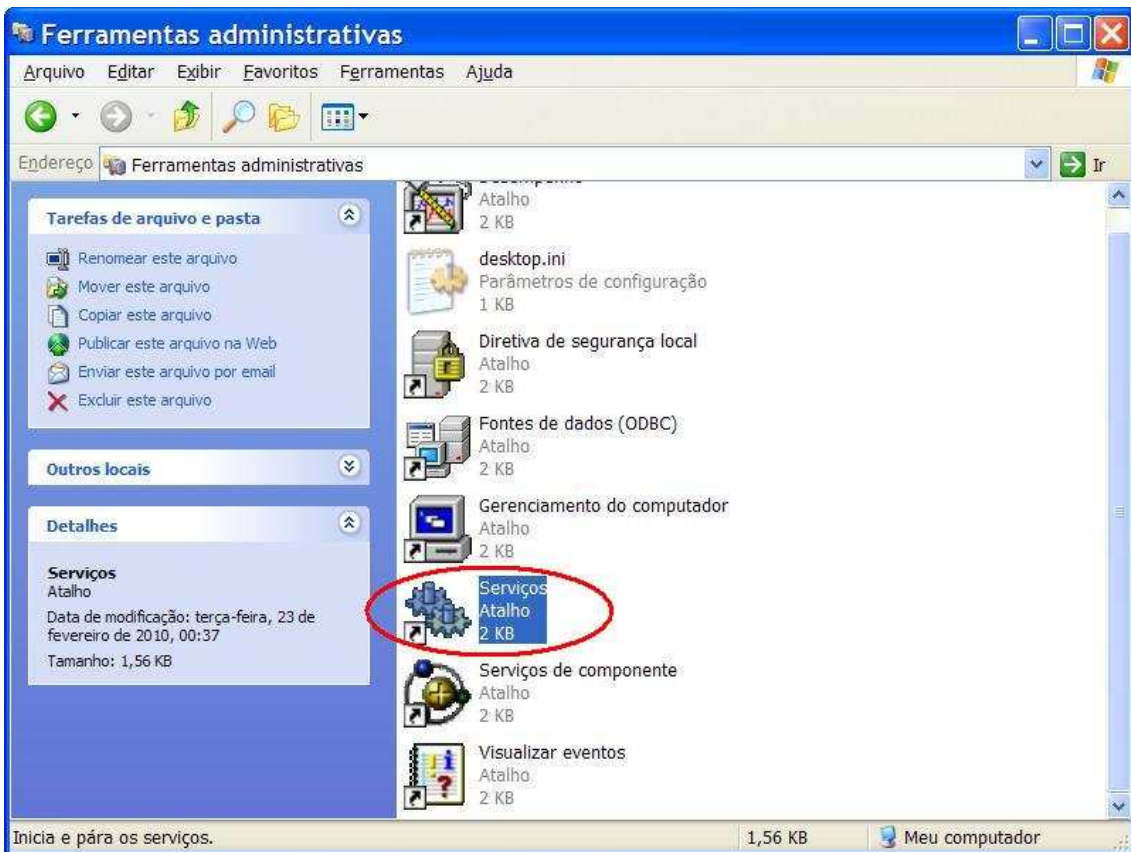 Ferramentas administrativas
Arquivo Editar Exibir Favoritos Ferramentas Ajuda
Endereço Ferramentas administrativas Ir
Tarefas de arquivo e pasta
Renomear este arquivo
Mover este arquivo
Copiar este arquivo
Publicar este arquivo na Web
Enviar este arquivo por email
Excluir este arquivo
Outros locais
Detalhes
Serviços
Atalho
Data de modificação: terça-feira, 23 de
fevereiro de 2010, 00:37
Tamanho: 1,56 KB
Atalho
2 KB
desktop.ini
Parâmetros de configuração
1 KB
Diretiva de segurança local
Atalho
2 KB
Fontes de dados (ODBC)
Atalho
2 KB
Gerenciamento do computador
Atalho
2 KB
Serviços
Atalho
2 KB
Serviços de componente
Atalho
2 KB
Visualizar eventos
Atalho
2 KB
Inicia e pára os serviços. 1,56 KB Meu computador